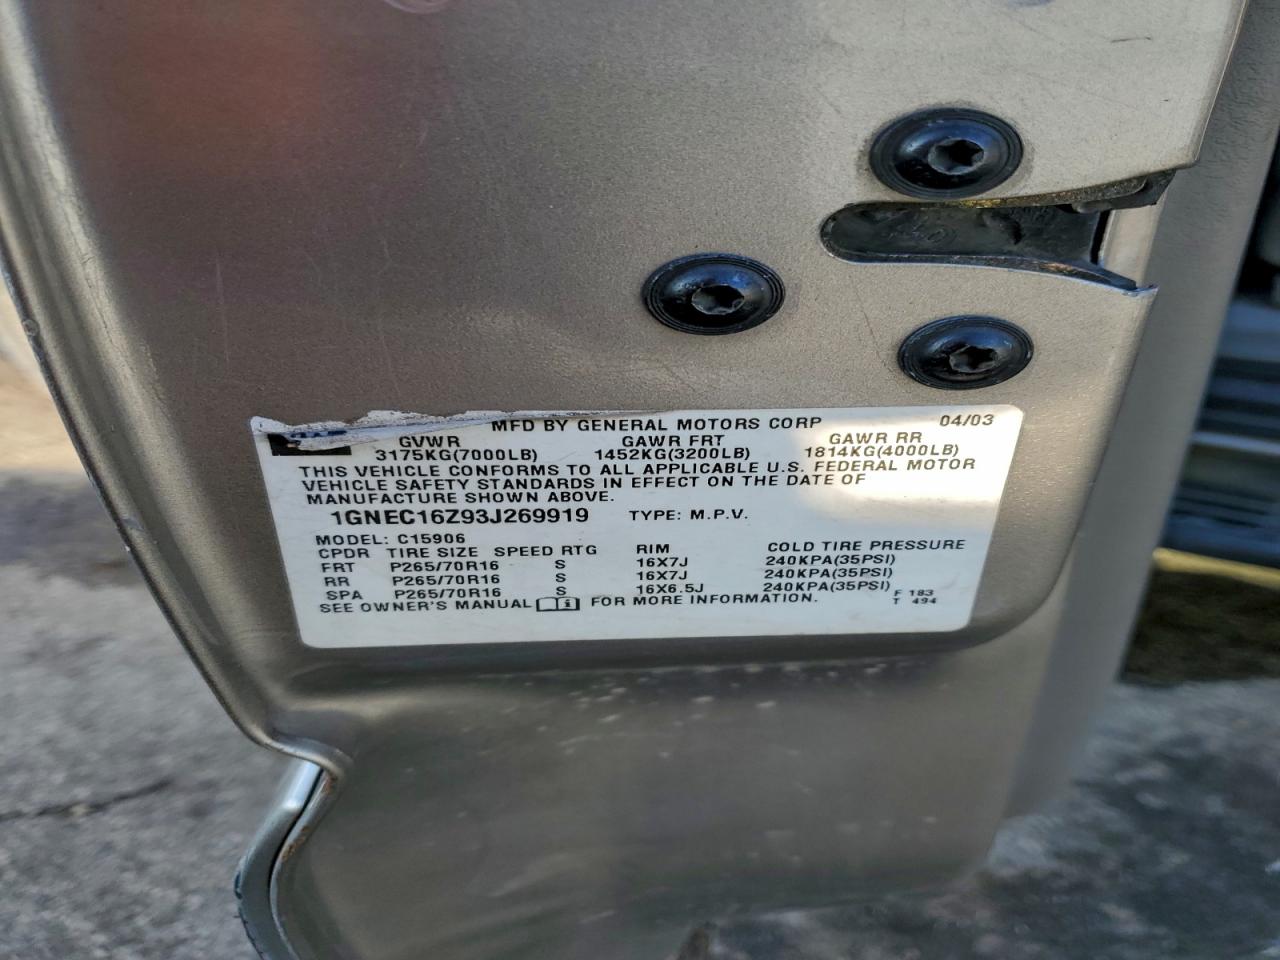 MFD BY GENERAL MOTORS CORP 04/03
GVWR GAWR FRT GAWR RR
3175KG(7000LB) 1452KG(3200LB) 1814KG(4000LB)
THIS VEHICLE CONFORMS TO ALL APPLICABLE U.S. FEDERAL MOTOR
VEHICLE SAFETY STANDARDS IN EFFECT ON THE DATE OF
MANUFACTURE SHOWN ABOVE.
1GNEC16Z93J269919 TYPE: M.P.V.
MODEL: C15906
CPDR TIRE SIZE SPEED RTG RIM COLD TIRE PRESSURE
FRT P265/70R16 S 16X7J 240KPA(35PSI)
RR P265/70R16 S 16X7J 240KPA(35PSI)
SPA P265/70R16 S 16X6.5J 240KPA(35PSI) F 183
SEE OWNER'S MANUAL FOR MORE INFORMATION. T 494